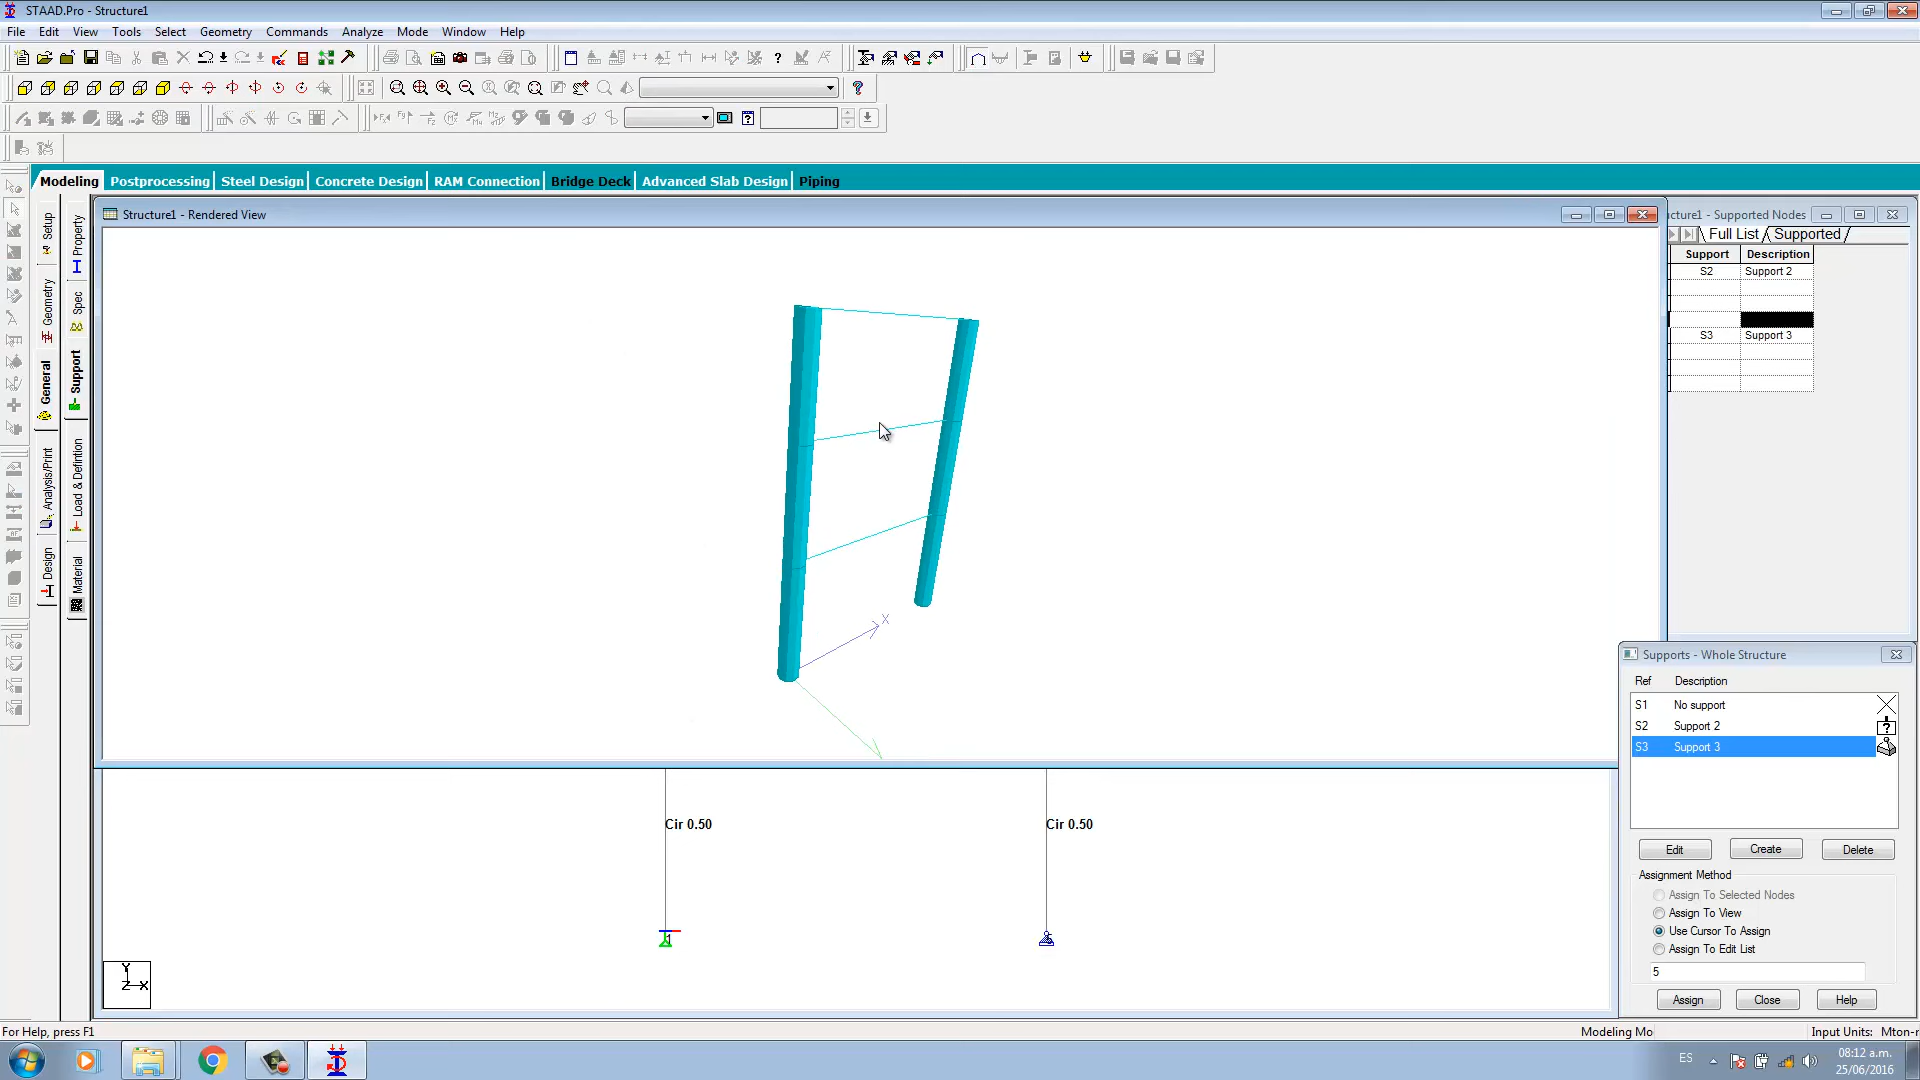 STAAD.Pro - Structure1
File Edit View Tools Select Geometry Commands Analyze Mode Window Help
Modeling Postprocessing Steel Design Concrete Design RAM Connection Bridge Deck Advanced Slab Design Piping
Setup
Geometry
General
Analysis/Print
Design
Property
Spec
Support
Load & Definition
Material
Structure1 - Rendered View
X
cture1 - Supported Nodes
Full List Supported
Support Description
S2 Support 2
S3 Support 3
Cir 0.50 Cir 0.50
Y
Z X
Supports - Whole Structure
Ref Description
S1 No support
S2 Support 2
S3 Support 3
Edit Create Delete
Assignment Method
Assign To Selected Nodes
Assign To View
Use Cursor To Assign
Assign To Edit List
5
Assign Close Help
For Help, press F1
Modeling Mo
Input Units: Mton-r
ES
08:12 a.m.
25/06/2016